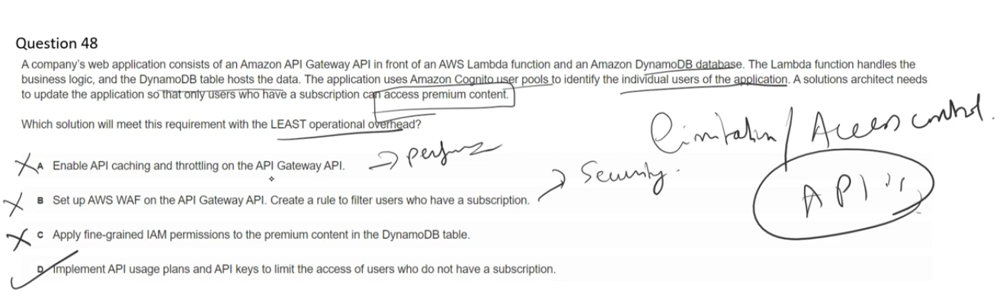 Question 48
A company's web application consists of an Amazon API Gateway API in front of an AWS Lambda function and an Amazon DynamoDB database. The Lambda function handles the
business logic, and the DynamoDB table hosts the data. The application uses Amazon Cognito user pools to identify the individual users of the application. A solutions architect needs
to update the application so that only users who have a subscription can access premium content.
Which solution will meet this requirement with the LEAST operational overhead?
Limitation / Access control.
A Enable API caching and throttling on the API Gateway API. →
Security.
API's
B Set up AWS WAF on the API Gateway API. Create a rule to filter users who have a subscription.
C Apply fine-grained IAM permissions to the premium content in the DynamoDB table.
D Implement API usage plans and API keys to limit the access of users who do not have a subscription.